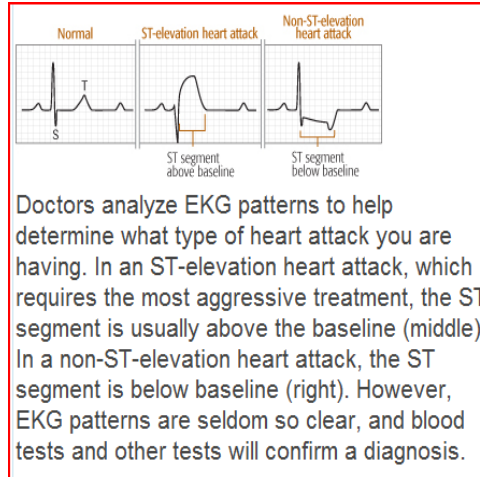 Normal
ST-elevation heart attack
Non-ST-elevation
heart attack
T
S
ST segment
above baseline
ST segment
below baseline
Doctors analyze EKG patterns to help
determine what type of heart attack you are
having. In an ST-elevation heart attack, which
requires the most aggressive treatment, the ST
segment is usually above the baseline (middle)
In a non-ST-elevation heart attack, the ST
segment is below baseline (right). However,
EKG patterns are seldom so clear, and blood
tests and other tests will confirm a diagnosis.